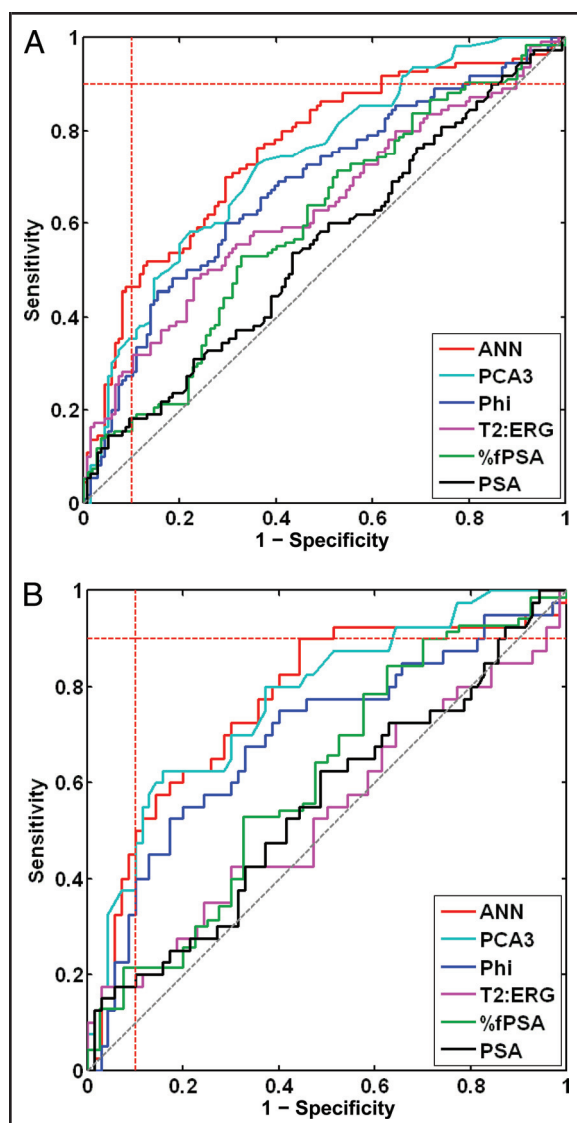 A
1
0.8
0.6
0.4
0.2
0
Sensitivity
ANN
PCA3
Phi
T2:ERG
%fPSA
PSA
0 0.2 0.4 0.6 0.8 1
1 − Specificity
B
1
0.8
0.6
0.4
0.2
0
Sensitivity
ANN
PCA3
Phi
T2:ERG
%fPSA
PSA
0 0.2 0.4 0.6 0.8 1
1 − Specificity